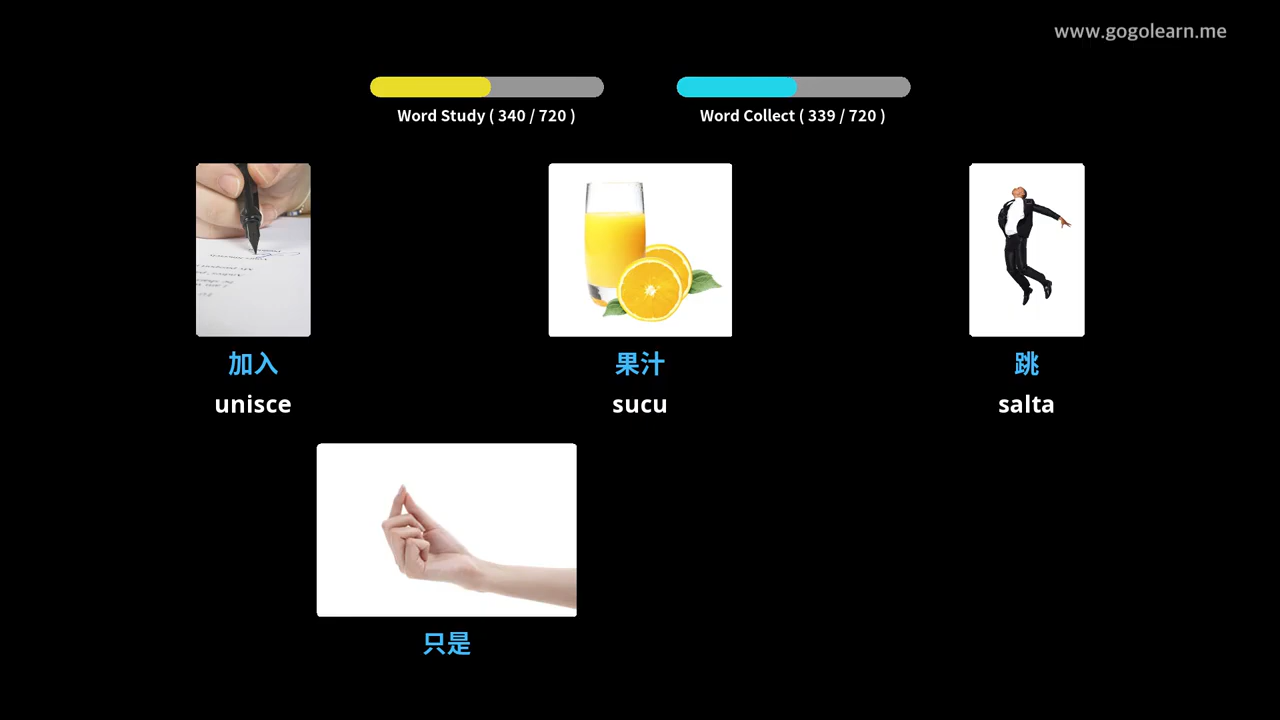 www.gogolearn.me
Word Study ( 340 / 720 )
Word Collect ( 339 / 720 )
加入
果汁
跳
unisce
sucu
salta
只是